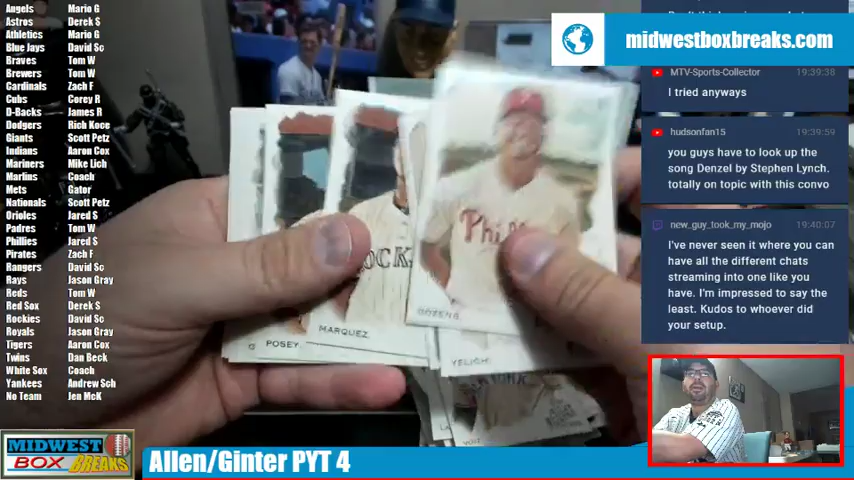 Angels Mario G
Astros Derek S
Athletics Mario G
Blue Jays David Sc
Braves Tom W
Brewers Tom W
Cardinals Zach F
Cubs Corey R
D-Backs James R
Dodgers Rich Koce
Giants Scott Petz
Indians Aaron Cox
Mariners Mike Lich
Marlins Coach
Mets Gator
Nationals Scott Petz
Orioles Jared S
Padres Tom W
Phillies Jared S
Pirates Zach F
Rangers David Sc
Rays Jason Gray
Reds Tom W
Red Sox Derek S
Rockies David Sc
Royals Jason Gray
Tigers Aaron Cox
Twins Dan Beck
White Sox Coach
Yankees Andrew Sch
No Team Jen McK
MIDWEST
BOX BREAKS
Allen/Ginter PYT 4
POSEY
MARQUEZ
YELICH
midwestboxbreaks.com
MTV-Sports-Collector 19:39:38
I tried anyways
hudsonfan15 19:39:59
you guys have to look up the
song Denzel by Stephen Lynch.
totally on topic with this convo
new_guy_took_my_mojo 19:40:07
I've never seen it where you can
have all the different chats
streaming into one like you
have. I'm impressed to say the
least. Kudos to whoever did
your setup.